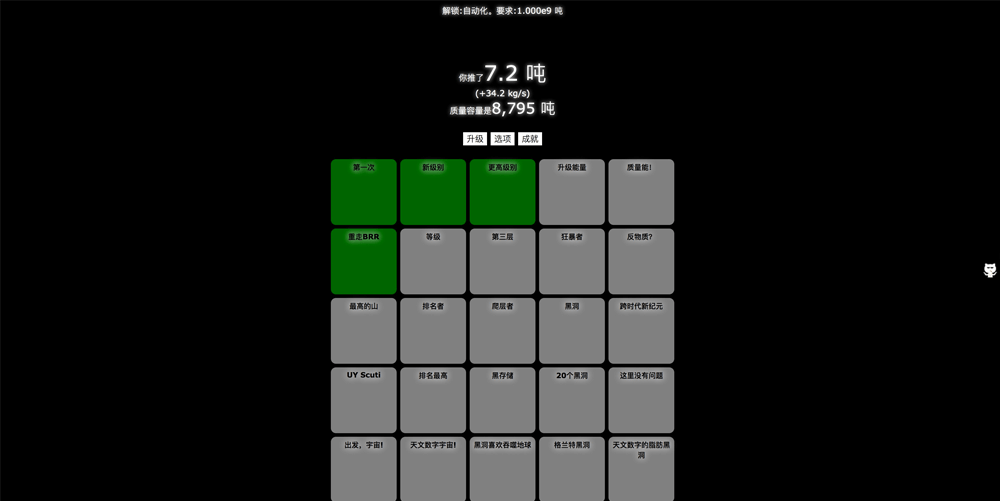 解锁:自动化。要求:1.000e9 吨
你推了7.2 吨
(+34.2 kg/s)
质量容量是8,795 吨
升级 选项 成就
第一次 新级别 更高级别 升级能量 质量能!
重走BRR 等级 第三层 狂暴者 反物质?
最高的山 排名者 爬层者 黑洞 跨时代新纪元
UY Scuti 排名最高 黑存储 20个黑洞 这里没有问题
出发，宇宙! 天文数字宇宙! 黑洞喜欢吞噬地球 格兰特黑洞 天文数字的脂肪黑
洞